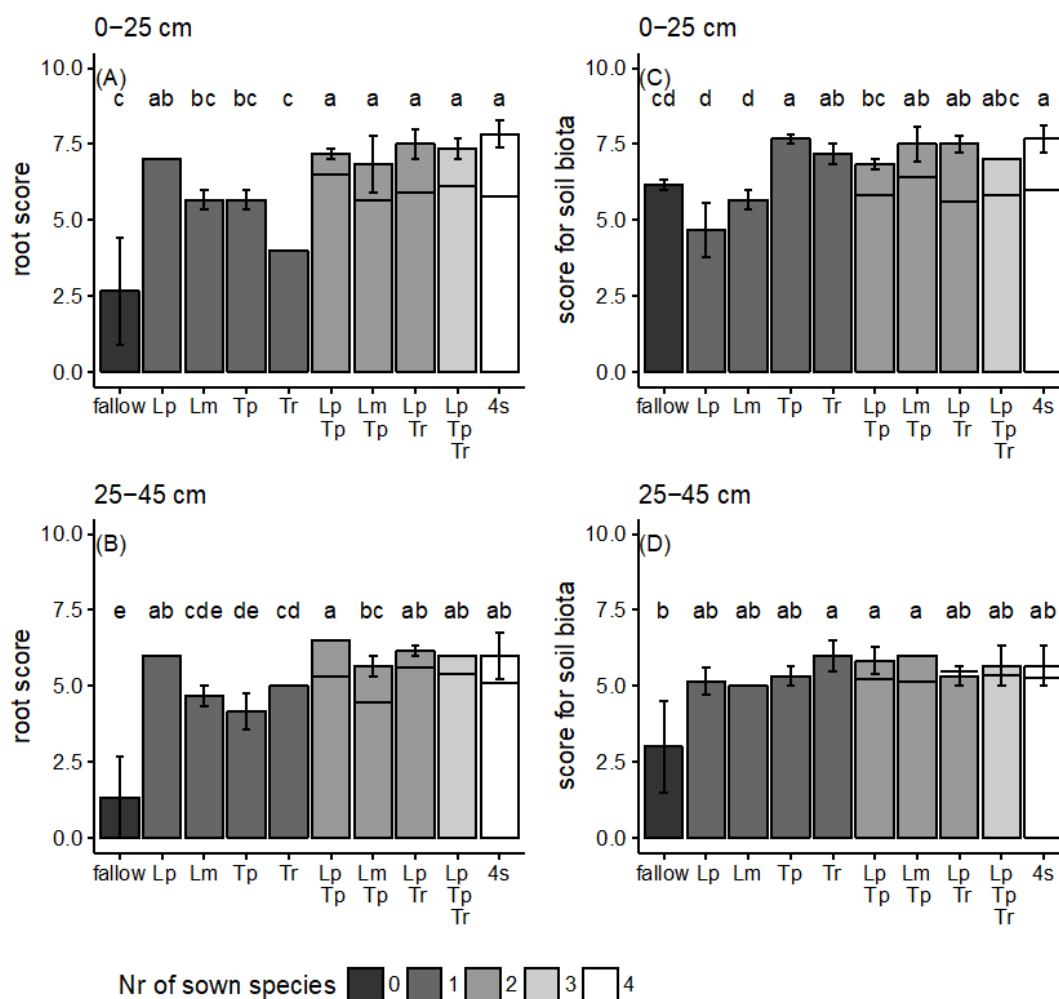 0−25 cm
(A)
root score
10.0
7.5
5.0
2.5
0.0
c ab bc bc c a a a a a
fallow Lp Lm Tp Tr Lp Lm Lp Lp 4s
Tp Tp Tr Tp
Tr
0−25 cm
(C)
score for soil biota
10.0
7.5
5.0
2.5
0.0
cd d d a ab bc ab ab abc a
fallow Lp Lm Tp Tr Lp Lm Lp Lp 4s
Tp Tp Tr Tp
Tr
25−45 cm
(B)
root score
10.0
7.5
5.0
2.5
0.0
e ab cde de cd a bc ab ab ab
fallow Lp Lm Tp Tr Lp Lm Lp Lp 4s
Tp Tp Tr Tp
Tr
25−45 cm
(D)
score for soil biota
10.0
7.5
5.0
2.5
0.0
b ab ab ab a a a ab ab ab
fallow Lp Lm Tp Tr Lp Lm Lp Lp 4s
Tp Tp Tr Tp
Tr
Nr of sown species 0 1 2 3 4